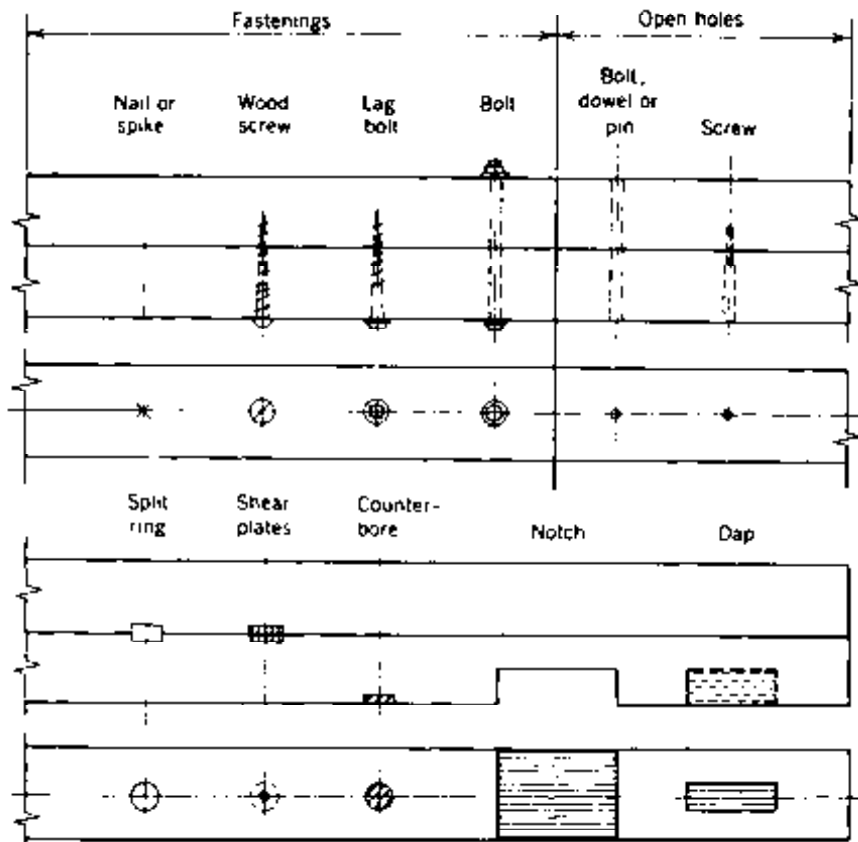 Fastenings
Open holes
Nail or
spike
Wood
screw
Lag
bolt
Bolt
Bolt,
dowel or
pin
Screw
Split
ring
Shear
plates
Counter-
bore
Notch
Dap